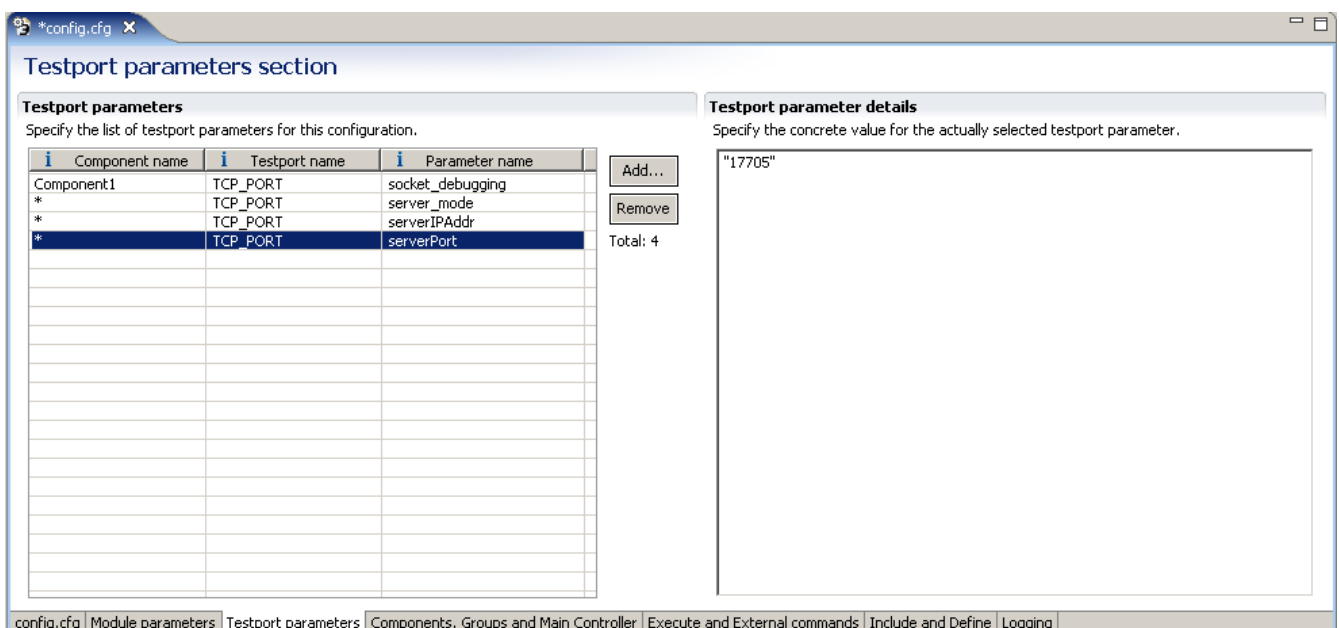 *config.cfg
Testport parameters section
Testport parameters
Specify the list of testport parameters for this configuration.
i Component name i Testport name i Parameter name
Component1 TCP_PORT socket_debugging
* TCP_PORT server_mode
* TCP_PORT serverIPAddr
* TCP_PORT serverPort
Add...
Remove
Total: 4
Testport parameter details
Specify the concrete value for the actually selected testport parameter.
"17705"
config.cfg Module parameters Testport parameters Components, Groups and Main Controller Execute and External commands Include and Define Logging